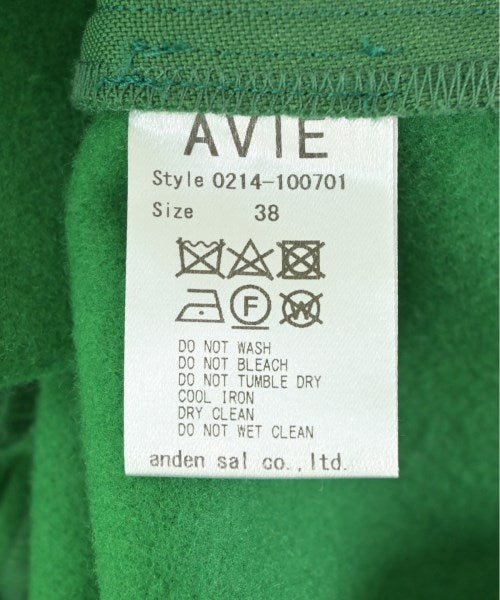 AVIE
Style 0214-100701
Size 38
F W
DO NOT WASH
DO NOT BLEACH
DO NOT TUMBLE DRY
COOL IRON
DRY CLEAN
DO NOT WET CLEAN
anden sal co.,ltd.